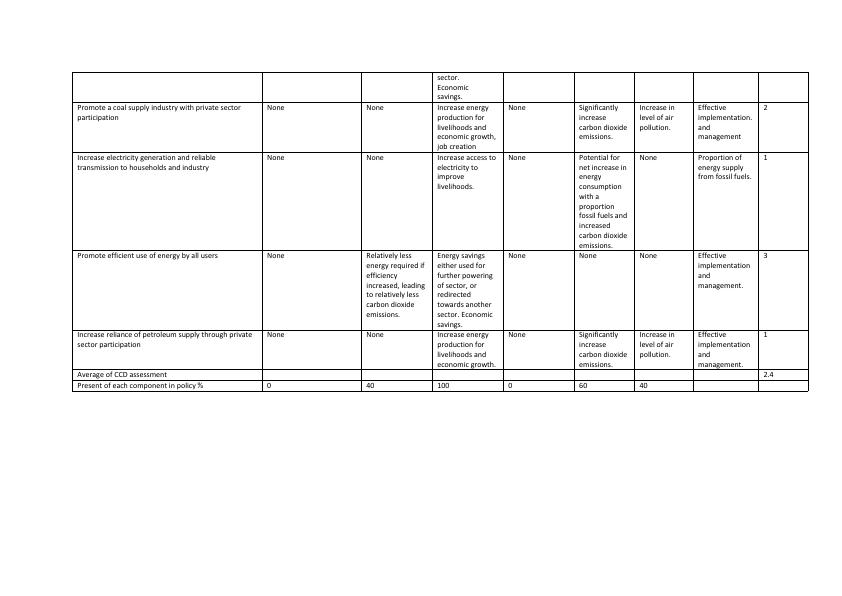 sector.
Economic
savings.
Promote a coal supply industry with private sector
participation
None
None
Increase energy
production for
livelihoods and
economic growth,
job creation
None
Significantly
increase
carbon dioxide
emissions.
Increase in
level of air
pollution.
Effective
implementation.
and
management
2
Increase electricity generation and reliable
transmission to households and industry
None
None
Increase access to
electricity to
improve
livelihoods.
None
Potential for
net increase in
energy
consumption
with a
proportion
fossil fuels and
increased
carbon dioxide
emissions.
None
Proportion of
energy supply
from fossil fuels.
1
Promote efficient use of energy by all users
None
Relatively less
energy required if
efficiency
increased, leading
to relatively less
carbon dioxide
emissions.
Energy savings
either used for
further powering
of sector, or
redirected
towards another
sector. Economic
savings.
None
None
None
Effective
implementation
and
management.
3
Increase reliance of petroleum supply through private
sector participation
None
None
Increase energy
production for
livelihoods and
economic growth.
None
Significantly
increase
carbon dioxide
emissions.
Increase in
level of air
pollution.
Effective
implementation
and
management.
1
Average of CCD assessment
2.4
Present of each component in policy %
0
40
100
0
60
40